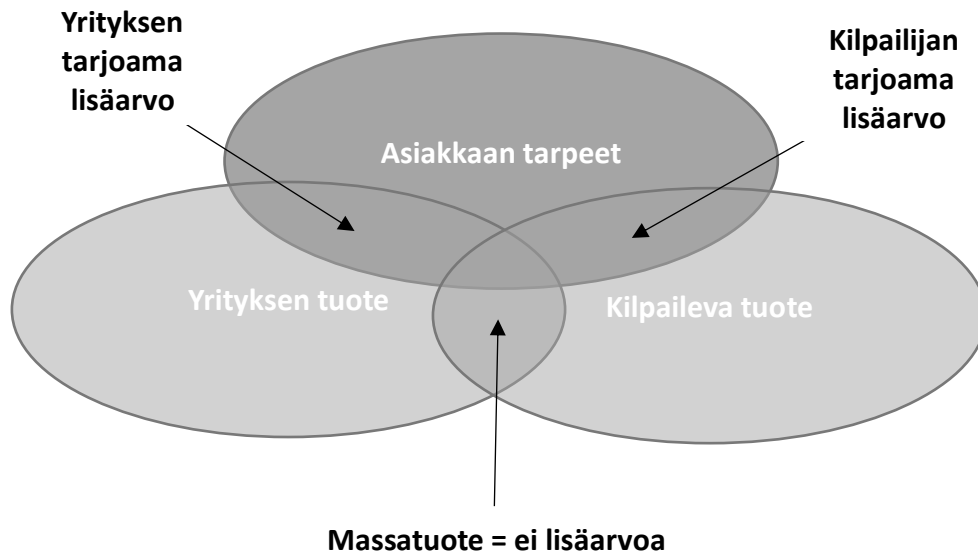 Yrityksen
tarjoama
lisäarvo
Kilpailijan
tarjoama
lisäarvo
Asiakkaan tarpeet
Yrityksen tuote
Kilpaileva tuote
Massatuote = ei lisäarvoa